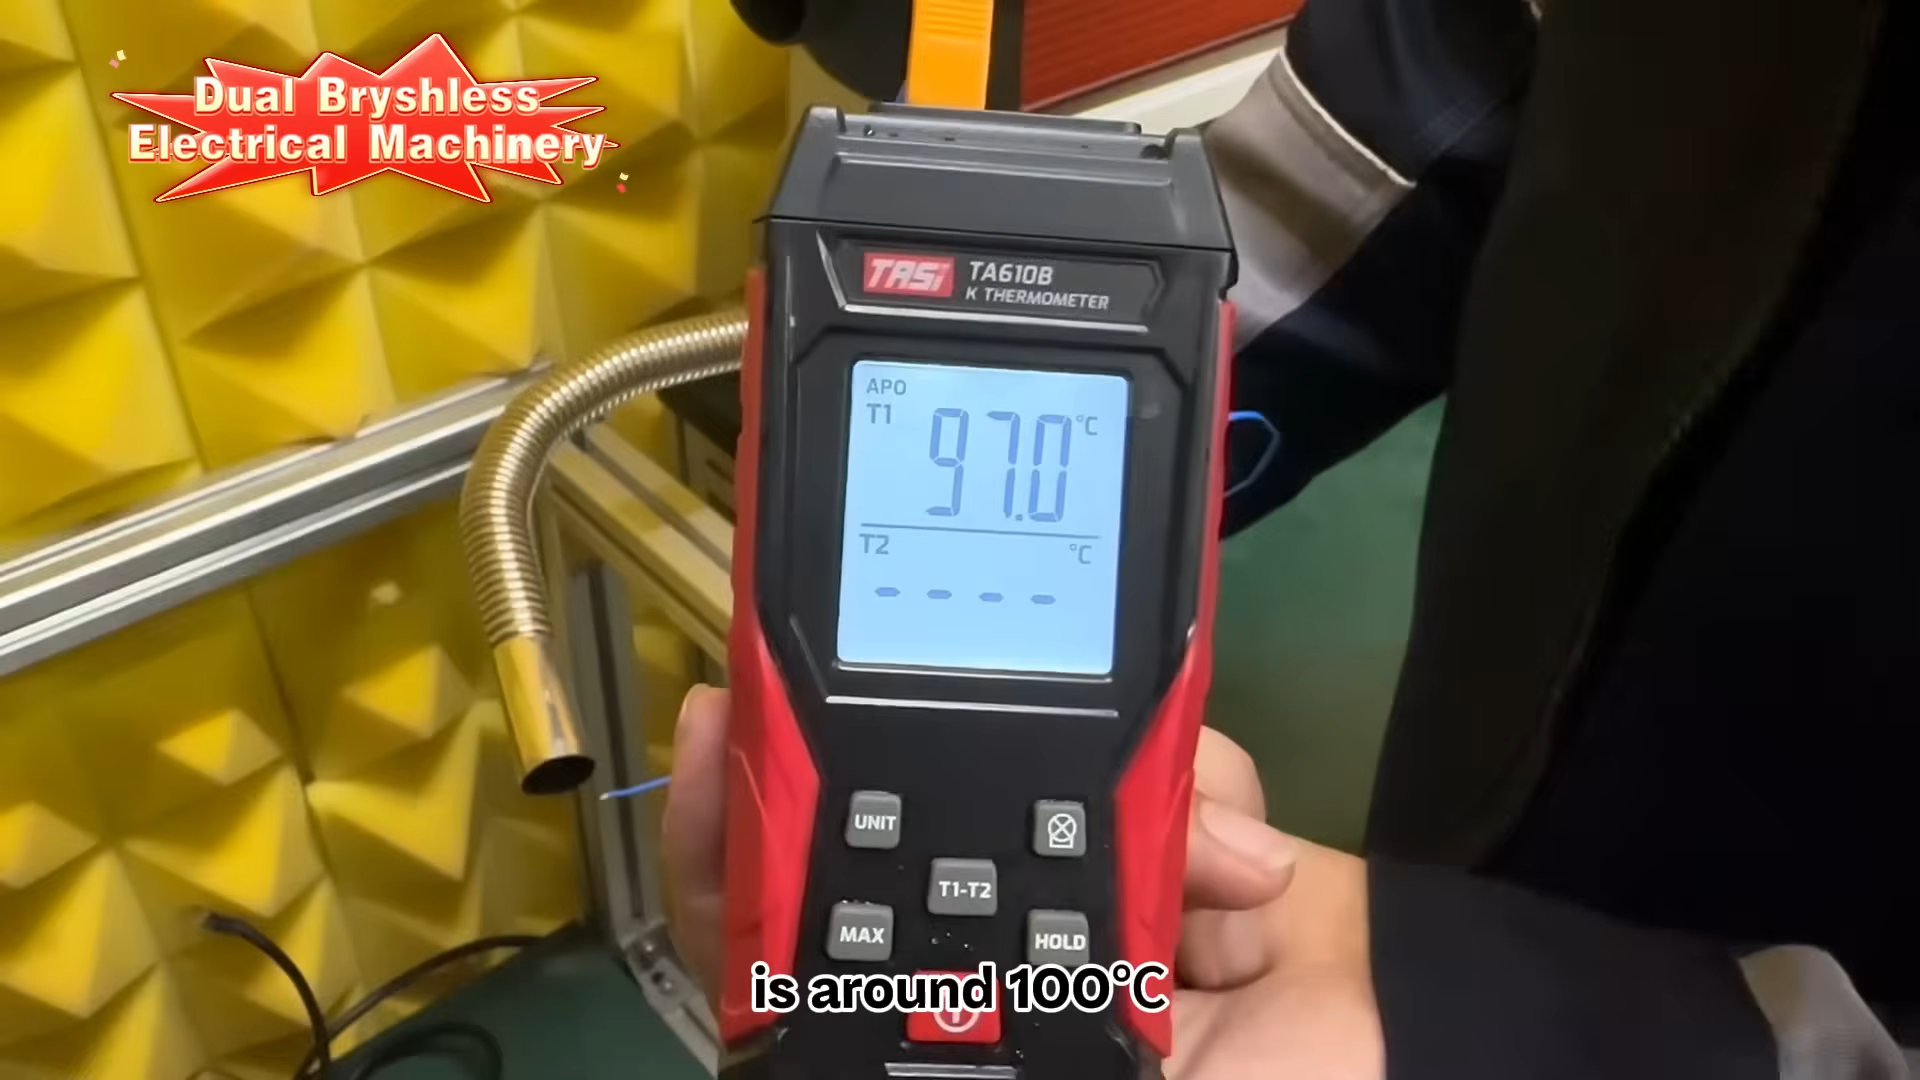 Dual Bryshless
Electrical Machinery
TASi TA610B
K THERMOMETER
APO
T1 97.0 °C
T2 °C
- - - -
UNIT
T1-T2
MAX
HOLD
is around 100℃